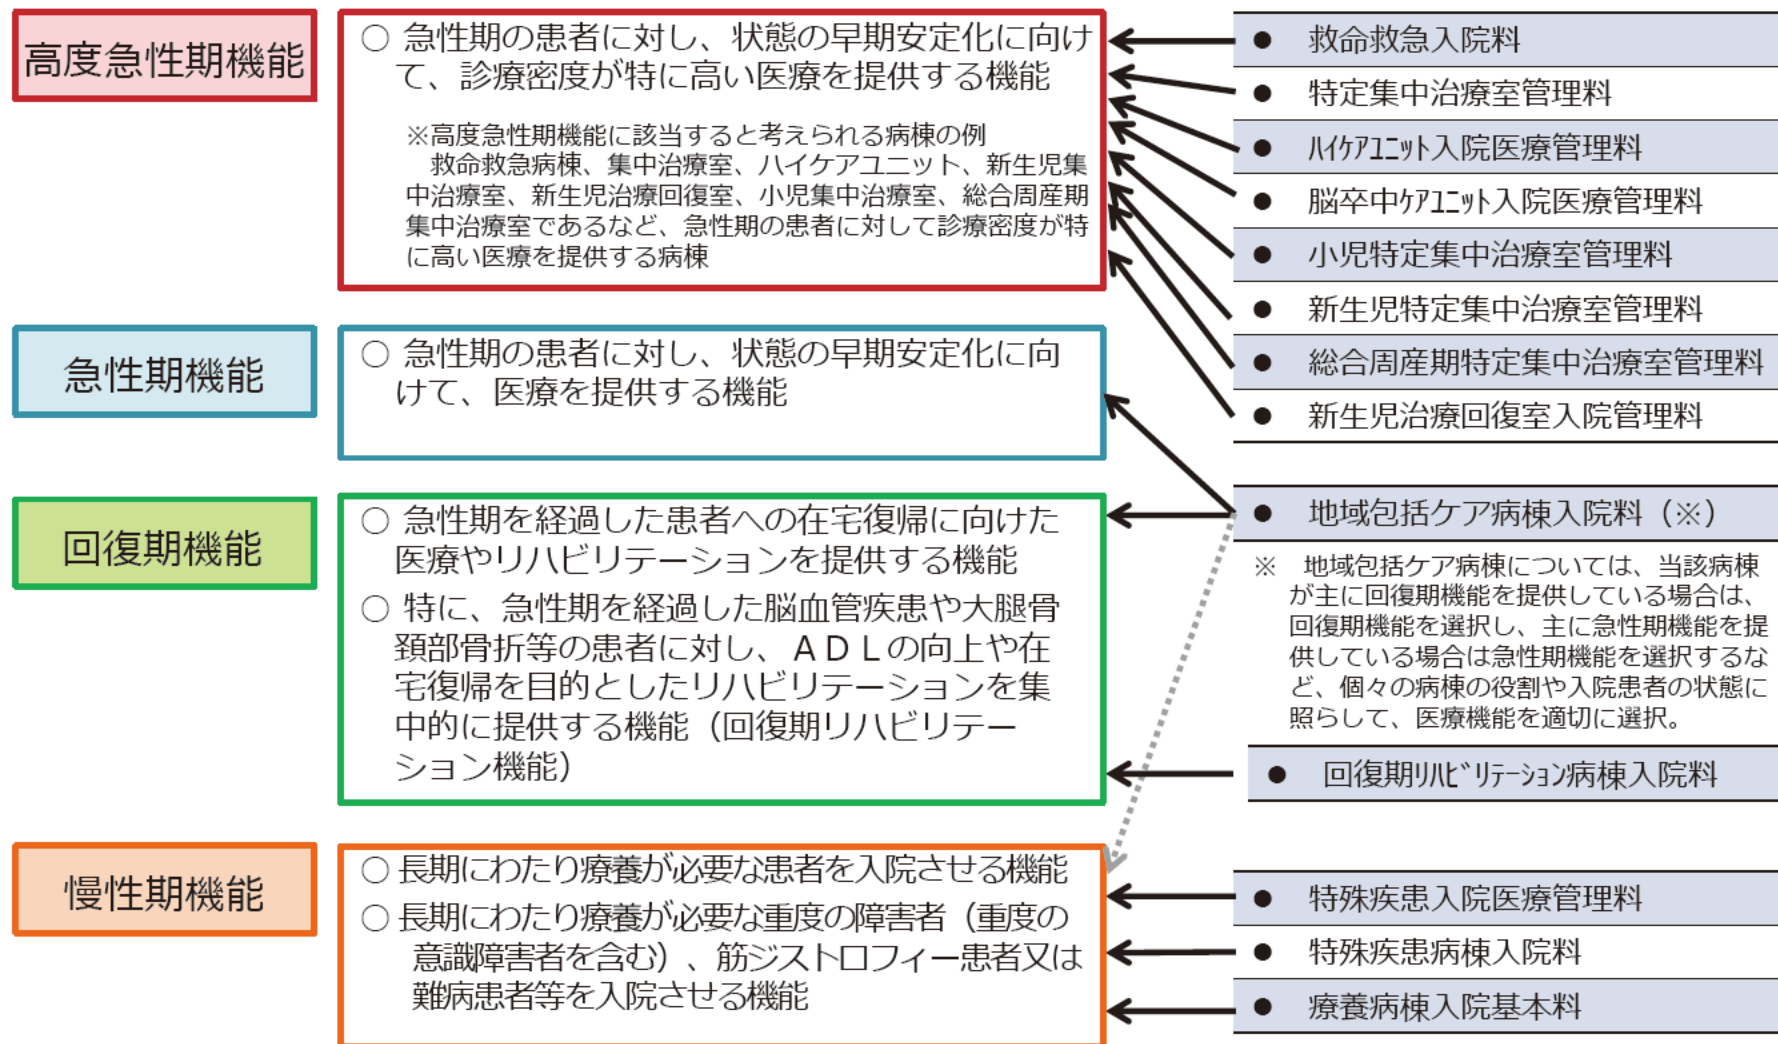 高度急性期機能
○ 急性期の患者に対し、状態の早期安定化に向け
て、診療密度が特に高い医療を提供する機能
※高度急性期機能に該当すると考えられる病棟の例
救命救急病棟、集中治療室、ハイケアユニット、新生児集
中治療室、新生児治療回復室、小児集中治療室、総合周産期
集中治療室であるなど、急性期の患者に対して診療密度が特
に高い医療を提供する病棟
● 救命救急入院料
● 特定集中治療室管理料
● ﾊｲｹｱﾕﾆｯﾄ入院医療管理料
● 脳卒中ｹｱﾕﾆｯﾄ入院医療管理料
● 小児特定集中治療室管理料
● 新生児特定集中治療室管理料
● 総合周産期特定集中治療室管理料
● 新生児治療回復室入院管理料
急性期機能
○ 急性期の患者に対し、状態の早期安定化に向
けて、医療を提供する機能
回復期機能
○ 急性期を経過した患者への在宅復帰に向けた
医療やリハビリテーションを提供する機能
○ 特に、急性期を経過した脳血管疾患や大腿骨
頚部骨折等の患者に対し、ＡＤＬの向上や在
宅復帰を目的としたリハビリテーションを集
中的に提供する機能（回復期リハビリテー
ション機能）
● 地域包括ケア病棟入院料（※）
※ 地域包括ケア病棟については、当該病棟
が主に回復期機能を提供している場合は、
回復期機能を選択し、主に急性期機能を提
供している場合は急性期機能を選択するな
ど、個々の病棟の役割や入院患者の状態に
照らして、医療機能を適切に選択。
● 回復期ﾘﾊﾋﾞﾘﾃｰｼｮﾝ病棟入院料
慢性期機能
○ 長期にわたり療養が必要な患者を入院させる機能
○ 長期にわたり療養が必要な重度の障害者（重度の
意識障害者を含む）、筋ジストロフィー患者又は
難病患者等を入院させる機能
● 特殊疾患入院医療管理料
● 特殊疾患病棟入院料
● 療養病棟入院基本料